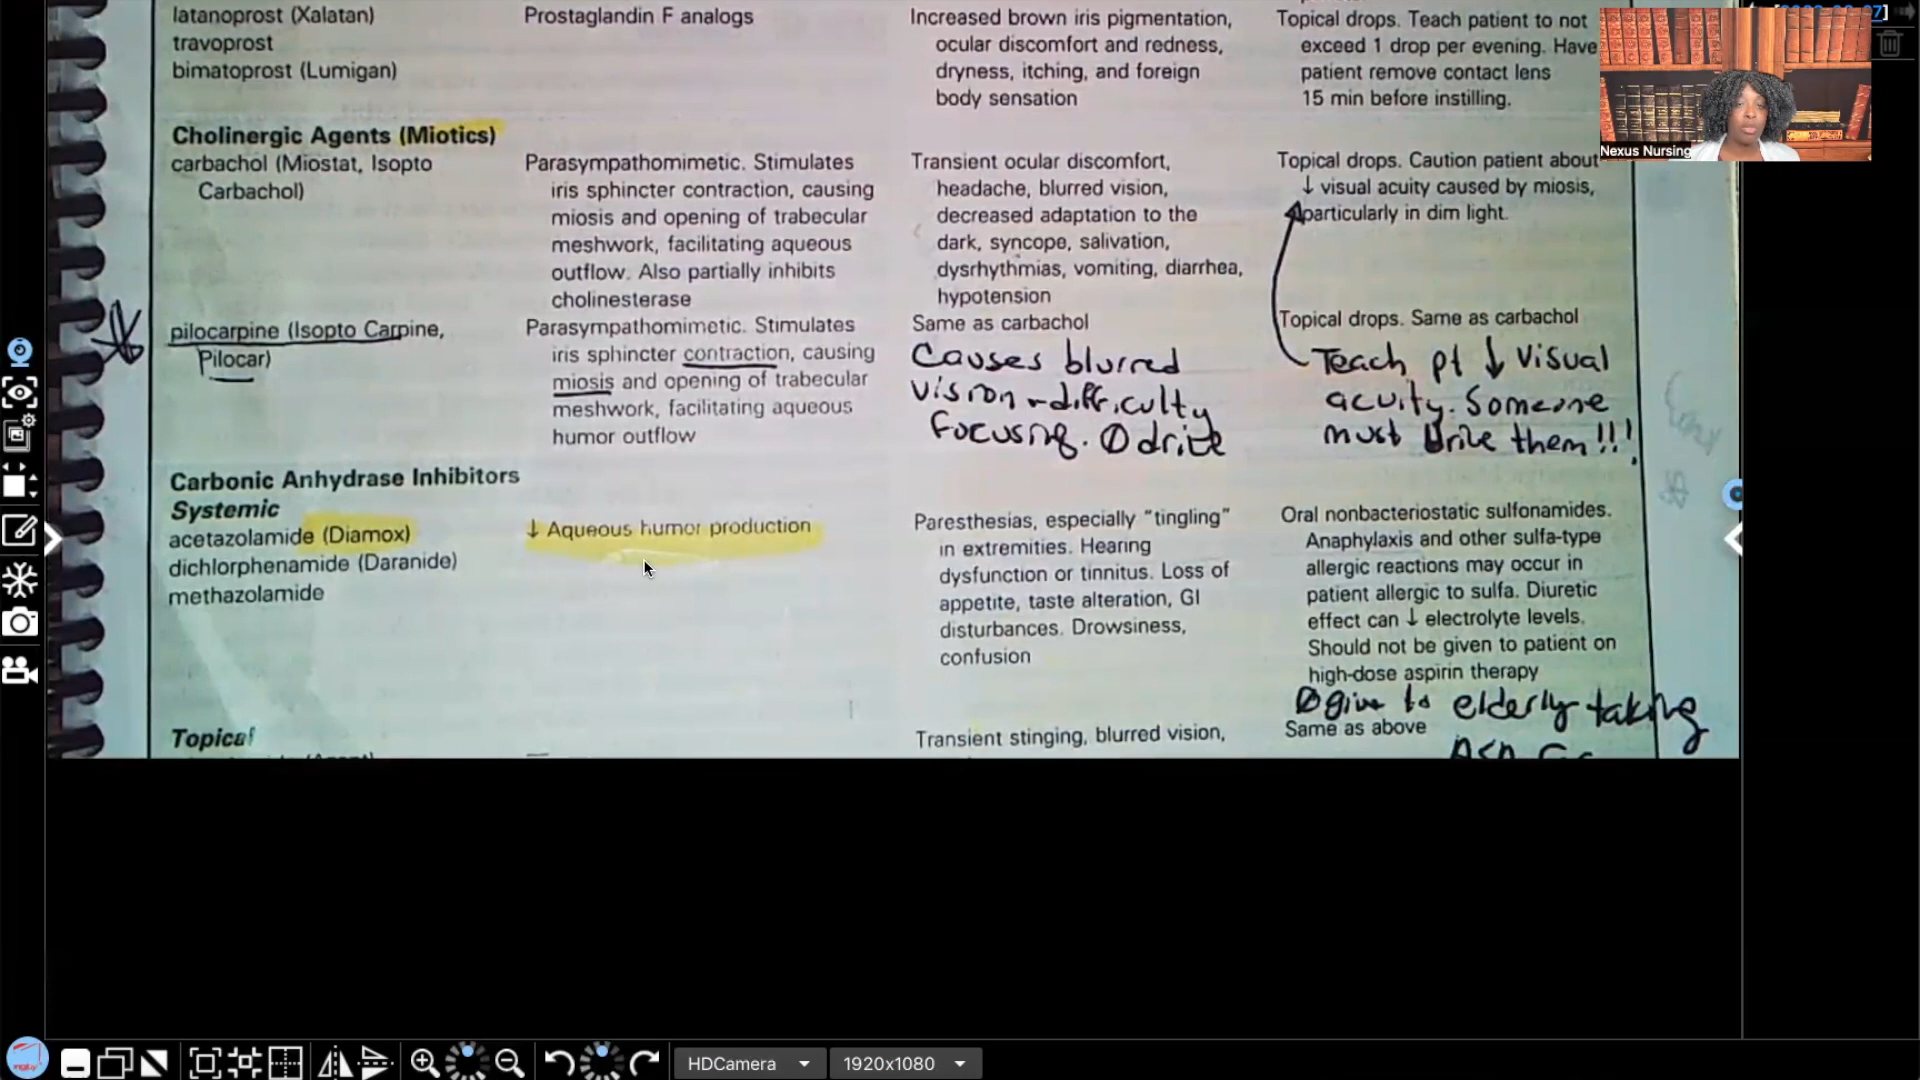 latanoprost (Xalatan)
travoprost
bimatoprost (Lumigan)
Prostaglandin F analogs
Increased brown iris pigmentation,
ocular discomfort and redness,
dryness, itching, and foreign
body sensation
Topical drops. Teach patient to not
exceed 1 drop per evening. Have
patient remove contact lens
15 min before instilling.
Nexus Nursing
Cholinergic Agents (Miotics)
carbachol (Miostat, Isopto
Carbachol)
Parasympathomimetic. Stimulates
iris sphincter contraction, causing
miosis and opening of trabecular
meshwork, facilitating aqueous
outflow. Also partially inhibits
cholinesterase
Transient ocular discomfort,
headache, blurred vision,
decreased adaptation to the
dark, syncope, salivation,
dysrhythmias, vomiting, diarrhea,
hypotension
Topical drops. Caution patient about
↓ visual acuity caused by miosis,
particularly in dim light.
pilocarpine (Isopto Carpine,
Pilocar)
Parasympathomimetic. Stimulates
iris sphincter contraction, causing
miosis and opening of trabecular
meshwork, facilitating aqueous
humor outflow
Same as carbachol
Causes blurred
vision - difficulty
focusing. Ø drive
Topical drops. Same as carbachol
Teach pt ↓ visual
acuity. Someone
must drive them!!!
Carbonic Anhydrase Inhibitors
Systemic
acetazolamide (Diamox)
dichlorphenamide (Daranide)
methazolamide
↓ Aqueous humor production
Paresthesias, especially “tingling”
in extremities. Hearing
dysfunction or tinnitus. Loss of
appetite, taste alteration, GI
disturbances. Drowsiness,
confusion
Oral nonbacteriostatic sulfonamides.
Anaphylaxis and other sulfa-type
allergic reactions may occur in
patient allergic to sulfa. Diuretic
effect can ↓ electrolyte levels.
Should not be given to patient on
high-dose aspirin therapy
Ø give to elderly taking
Topical
Transient stinging, blurred vision,
Same as above
HDCamera
1920x1080